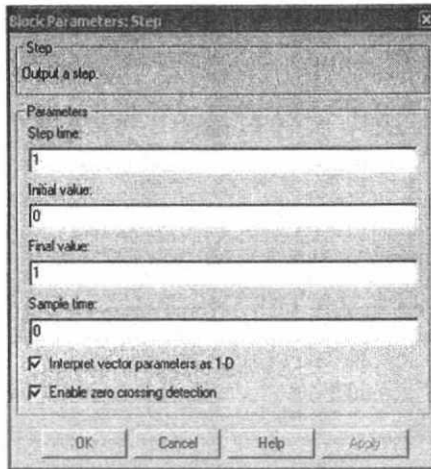 Block Parameters: Step
Step
Output a step.
Parameters
Step time:
1
Initial value:
0
Final value:
1
Sample time:
0
Interpret vector parameters as 1-D
Enable zero crossing detection
OK Cancel Help Apply